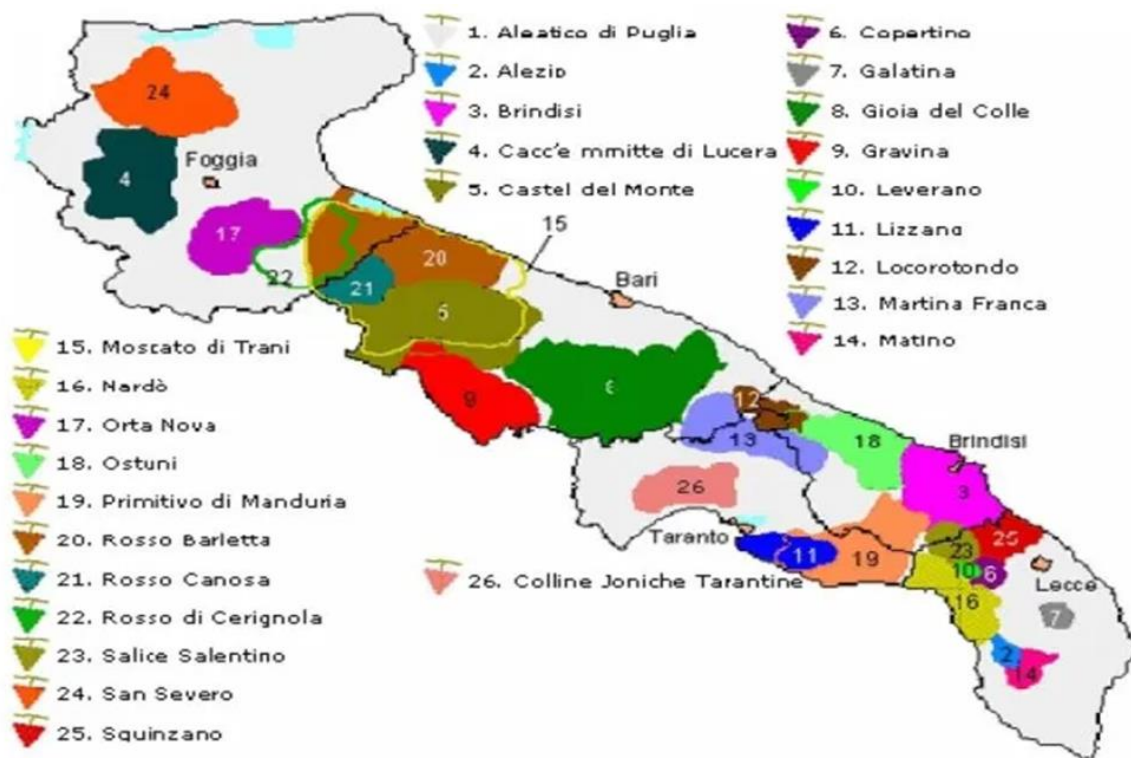 1. Aleatico di Puglia
2. Alezio
3. Brindisi
4. Cacc'e mmitte di Lucera
5. Castel del Monte
6. Copertino
7. Galatina
8. Gioia del Colle
9. Gravina
10. Leverano
11. Lizzano
12. Locorotondo
13. Martina Franca
14. Matino
15. Moscato di Trani
16. Nardò
17. Orta Nova
18. Ostuni
19. Primitivo di Manduria
20. Rosso Barletta
21. Rosso Canosa
22. Rosso di Cerignola
23. Salice Salentino
24. San Severo
25. Squinzano
26. Colline Joniche Tarantine
24
Foggia
4
17
22
20
15
21
5
Bari
9
8
12
13
18
Brindisi
3
26
Taranto
11
19
23
25
10
6
Lecce
16
7
2
14